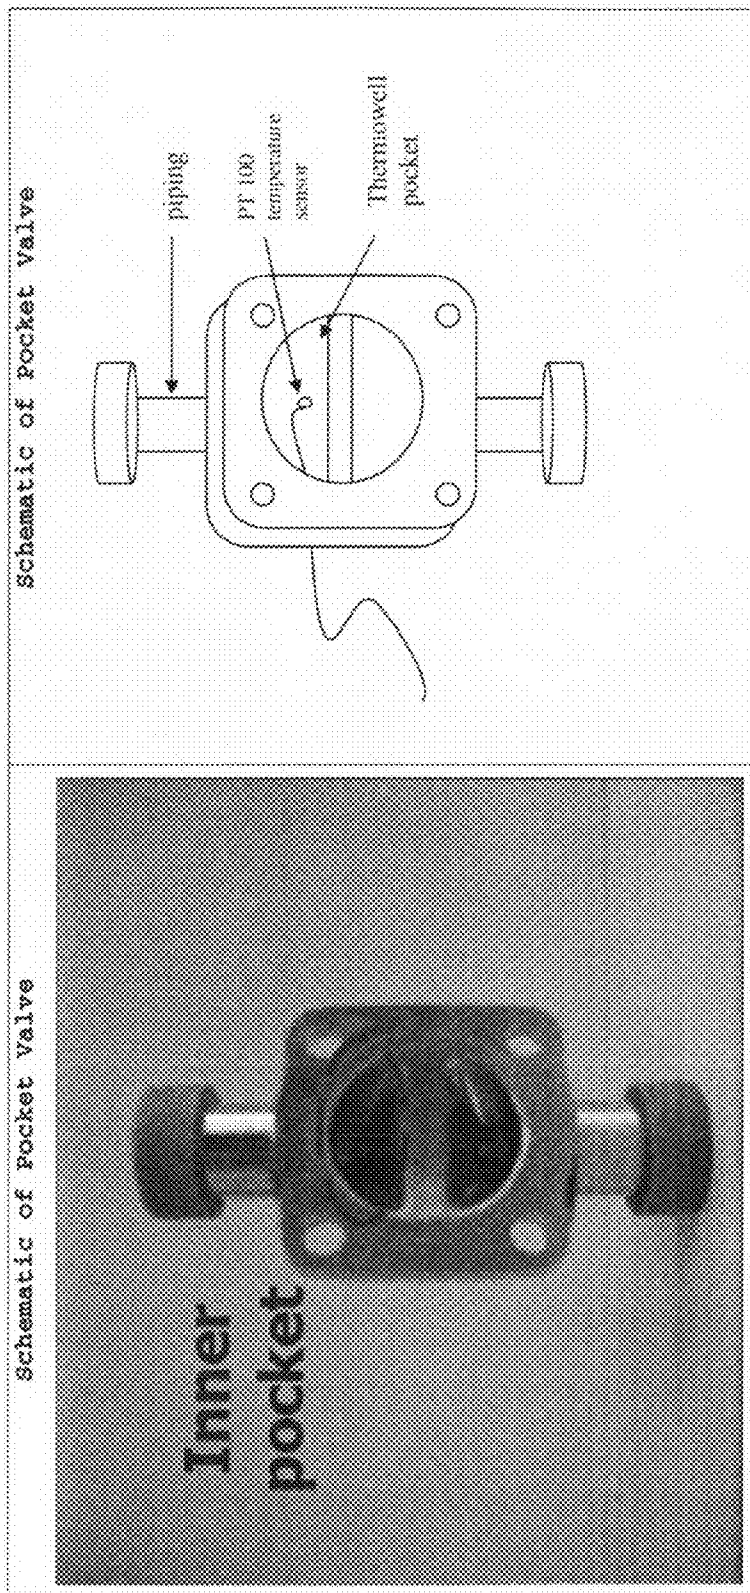 Schematic of Pocket Valve
Inner
pocket
Schematic of Pocket Valve
piping
PT 100
temperature
sensor
Thermowell
pocket